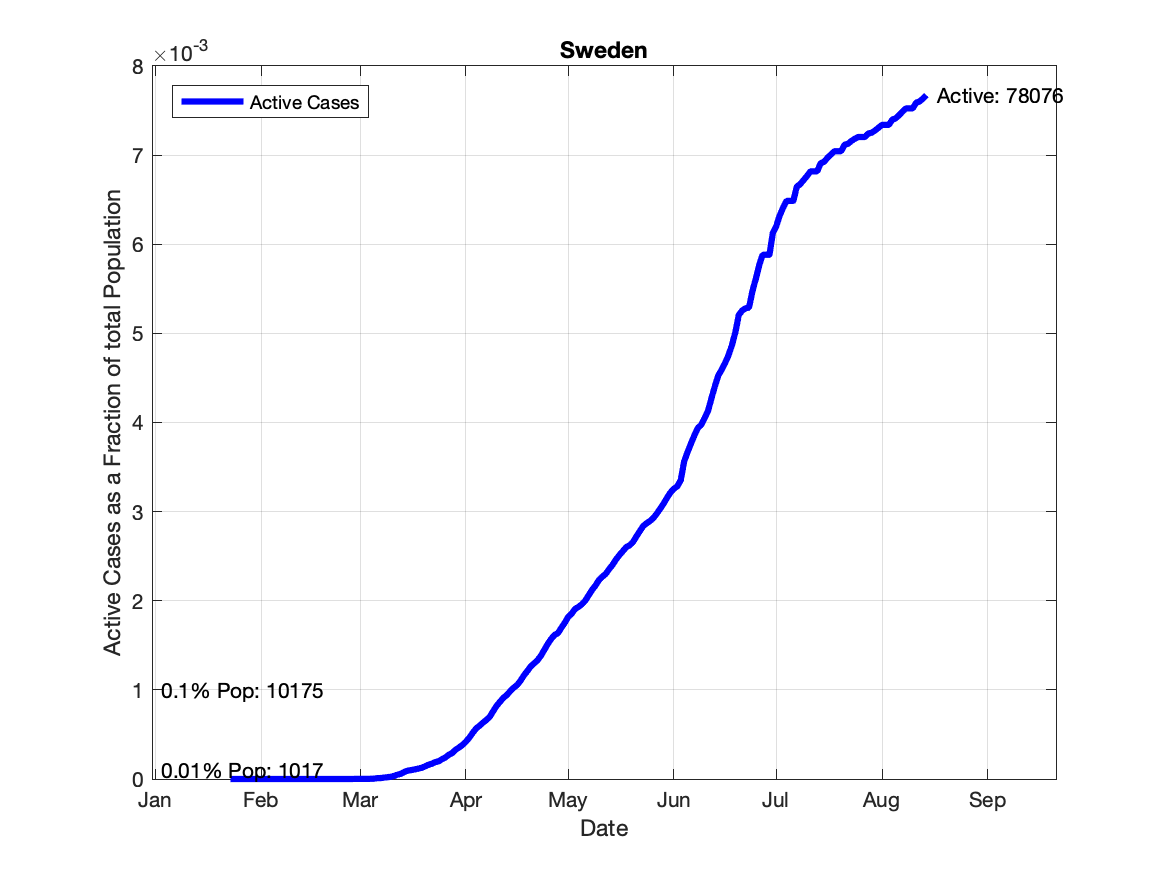 Sweden
×10-3
Active Cases
Active: 78076
8
7
6
5
4
3
2
1
0
Active Cases as a Fraction of total Population
0.1% Pop: 10175
0.01% Pop: 1017
Jan Feb Mar Apr May Jun Jul Aug Sep
Date